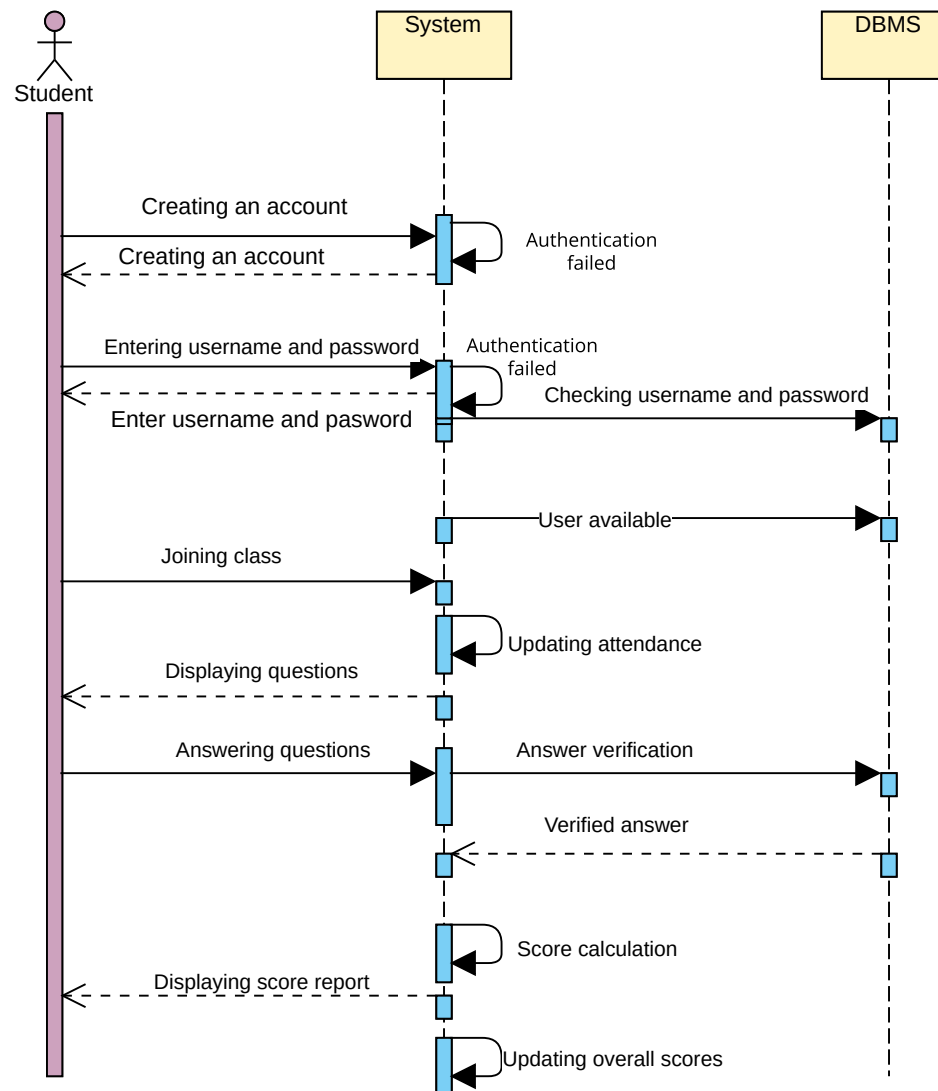 System
DBMS
Student
Creating an account
Authentication
failed
Creating an account
Entering username and password
Authentication
failed
Checking username and password
Enter username and pasword
User available
Joining class
Updating attendance
Displaying questions
Answering questions
Answer verification
Verified answer
Score calculation
Displaying score report
Updating overall scores